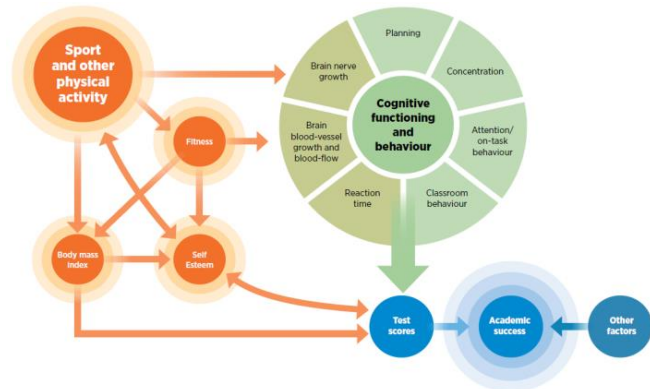 Sport
and other
physical
activity
Fitness
Body mass
index
Self
Esteem
Planning
Brain nerve
growth
Concentration
Cognitive
functioning
and
behaviour
Brain
blood-vessel
growth and
blood-flow
Attention/
on-task
behaviour
Reaction
time
Classroom
behaviour
Test
scores
Academic
success
Other
factors